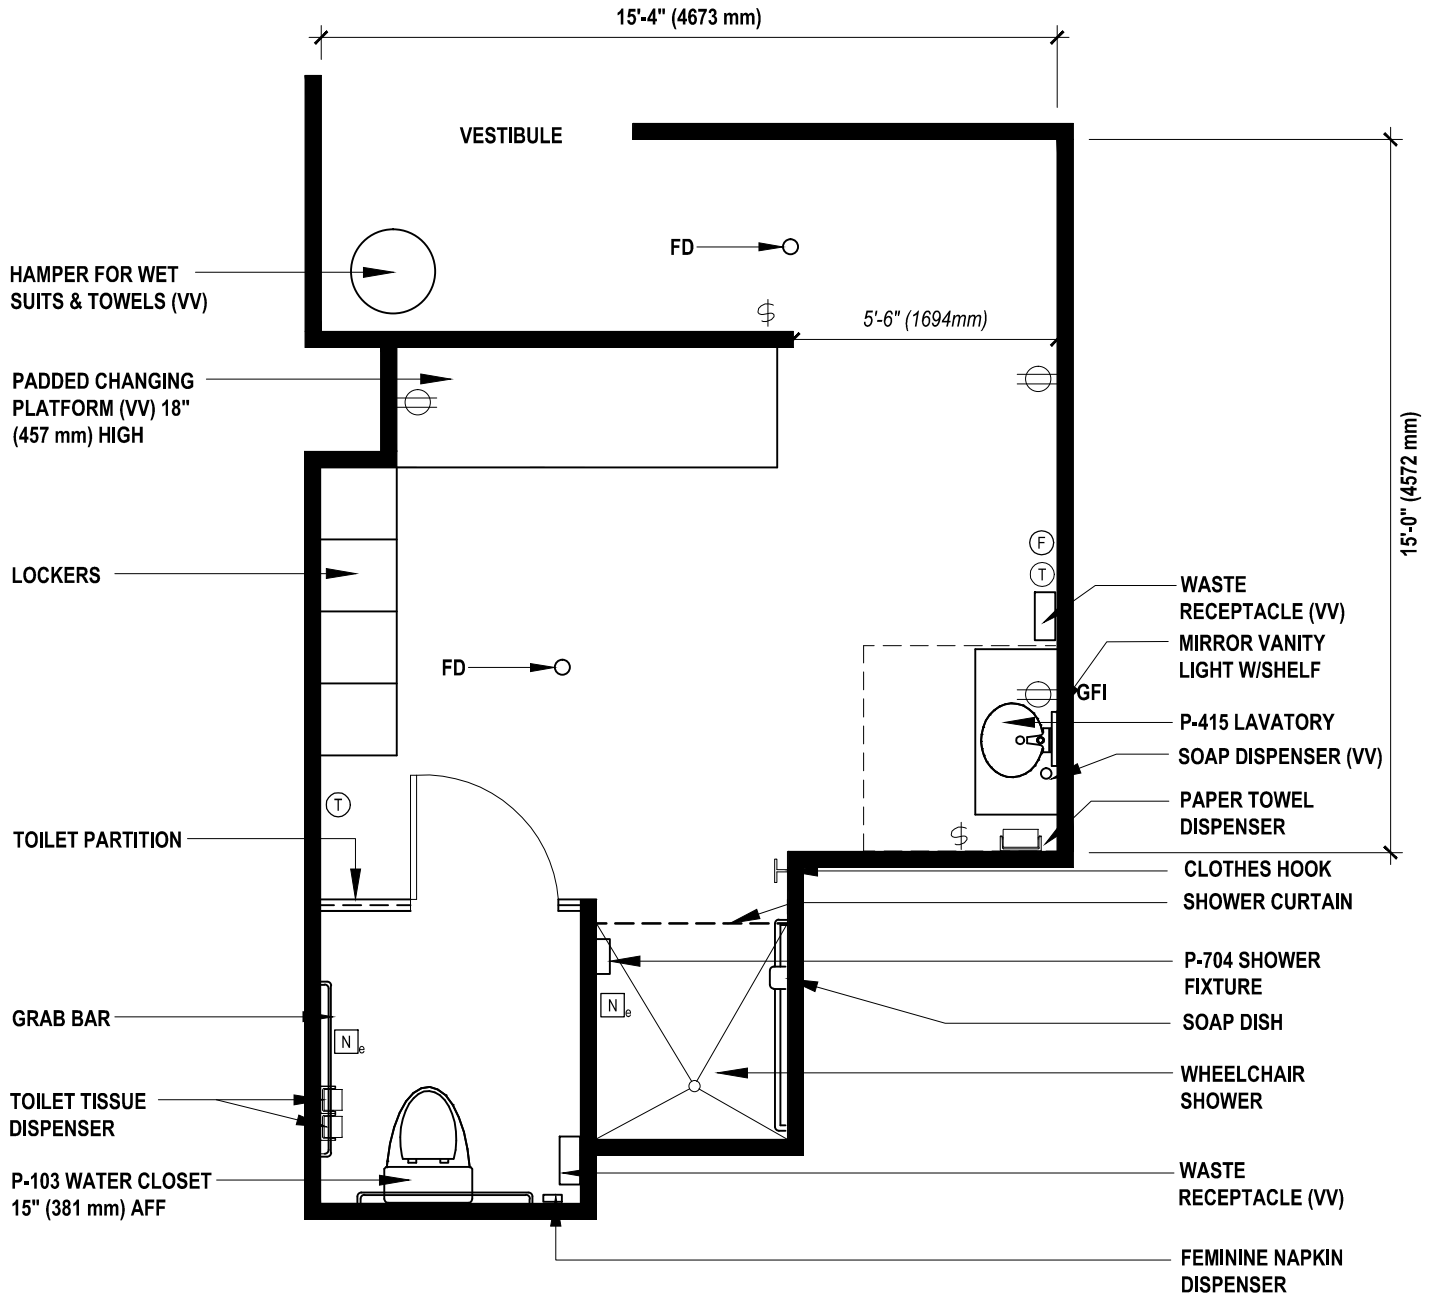 15'-4" (4673 mm)
VESTIBULE
FD
HAMPER FOR WET
SUITS & TOWELS (VV)
$
5'-6" (1694mm)
PADDED CHANGING
PLATFORM (VV) 18"
(457 mm) HIGH
15'-0" (4572 mm)
F
T
LOCKERS
WASTE
RECEPTACLE (VV)
MIRROR VANITY
LIGHT W/SHELF
FD
GFI
P-415 LAVATORY
SOAP DISPENSER (VV)
T
PAPER TOWEL
DISPENSER
TOILET PARTITION
$
CLOTHES HOOK
SHOWER CURTAIN
P-704 SHOWER
FIXTURE
N e
GRAB BAR
SOAP DISH
N e
WHEELCHAIR
SHOWER
TOILET TISSUE
DISPENSER
P-103 WATER CLOSET
15" (381 mm) AFF
WASTE
RECEPTACLE (VV)
FEMININE NAPKIN
DISPENSER